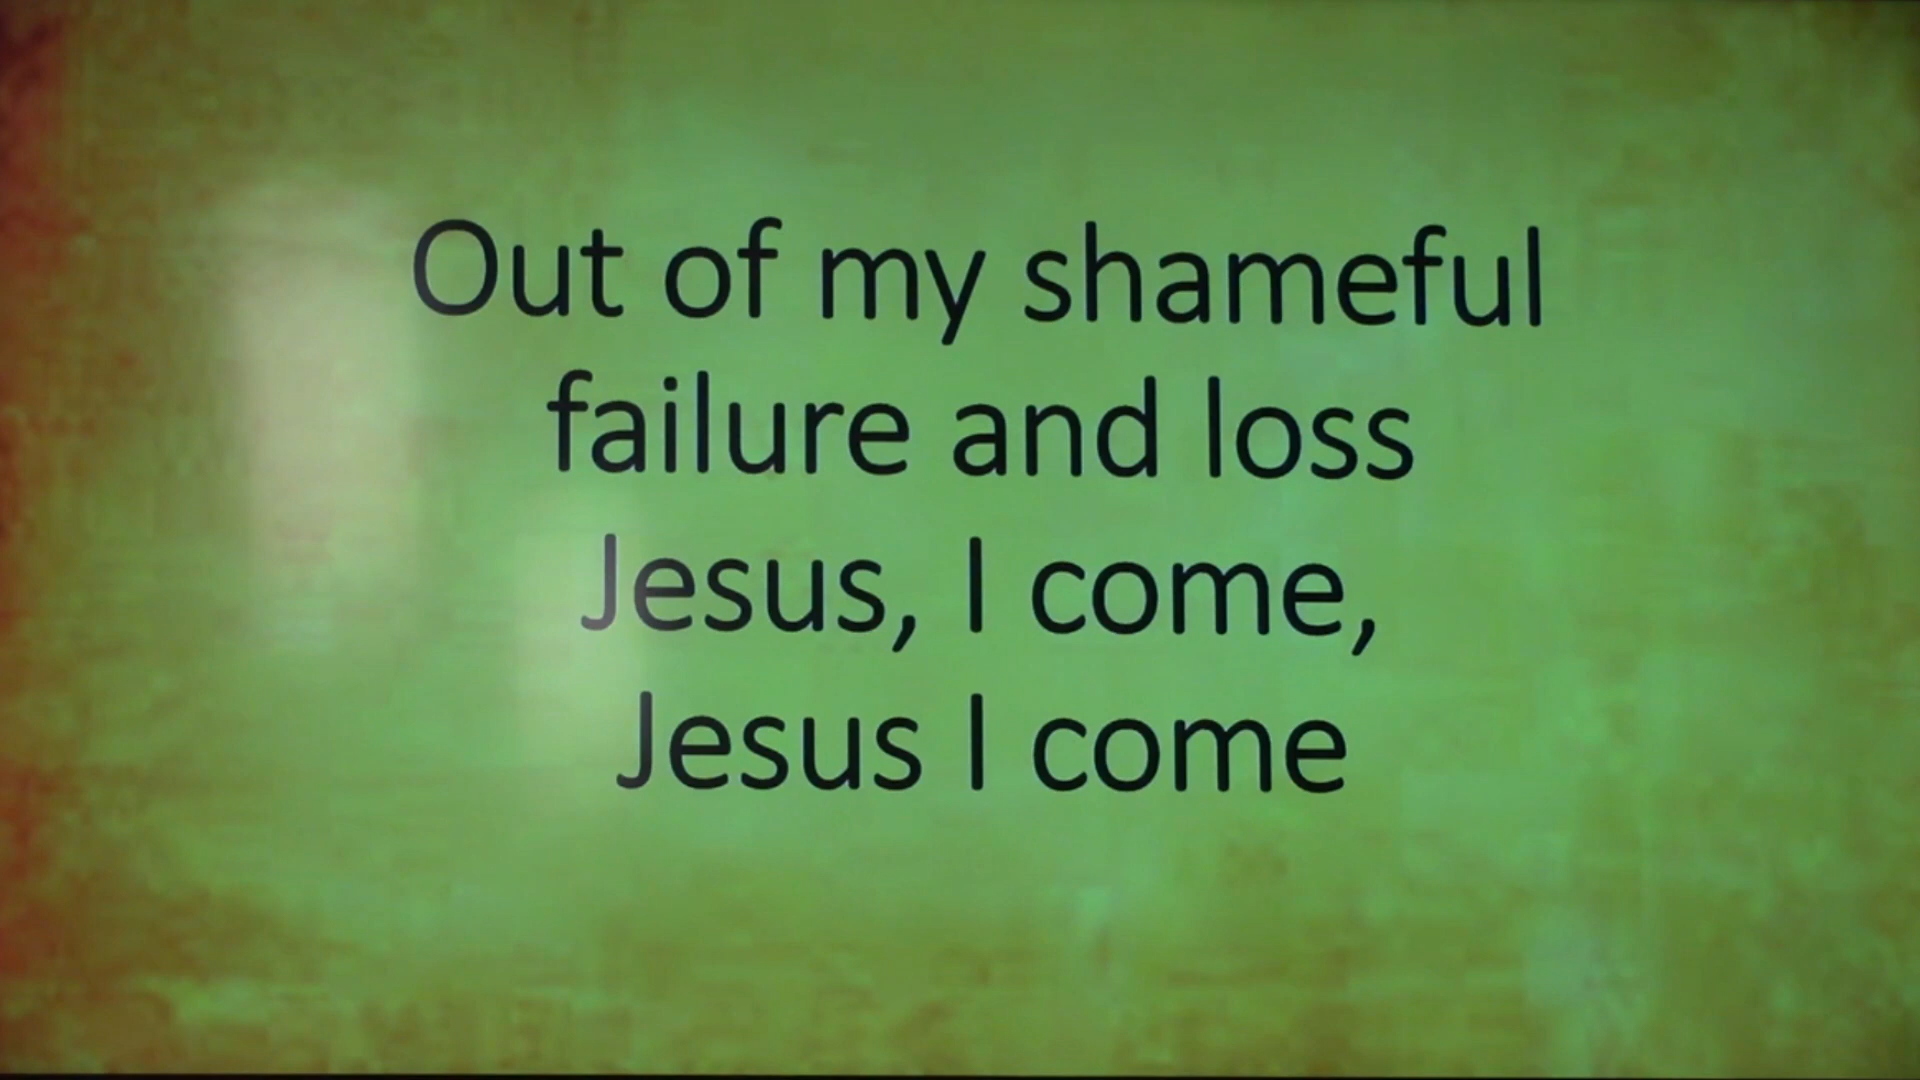 Out of my shameful
failure and loss
Jesus, I come,
Jesus I come